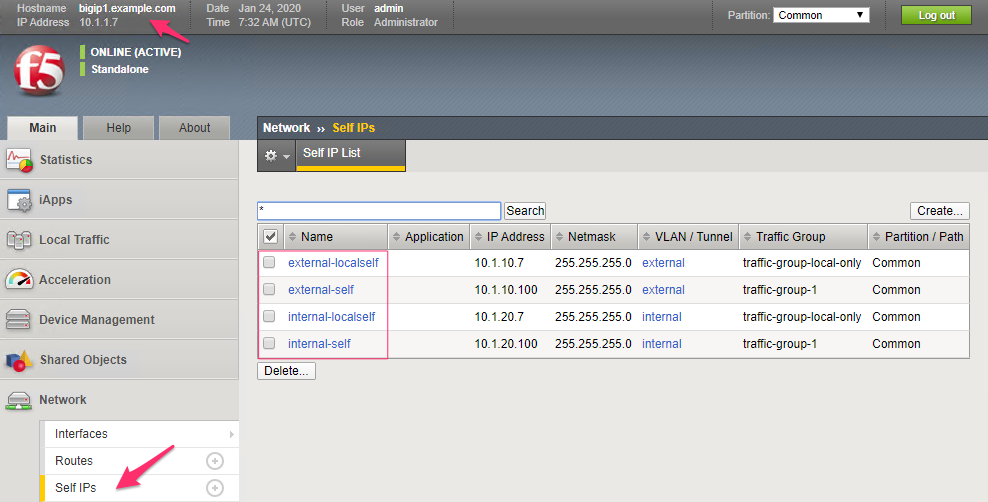 Hostname bigip1.example.com Date Jan 24, 2020 User admin
IP Address 10.1.1.7 Time 7:32 AM (UTC) Role Administrator
Partition: Common Log out
f5
ONLINE (ACTIVE)
Standalone
Main Help About
Network ›› Self IPs
Self IP List
Statistics
iApps
Local Traffic
Acceleration
Device Management
Shared Objects
Network
Interfaces
Routes
Self IPs
* Search Create...
Name Application IP Address Netmask VLAN / Tunnel Traffic Group Partition / Path
external-localself 10.1.10.7 255.255.255.0 external traffic-group-local-only Common
external-self 10.1.10.100 255.255.255.0 external traffic-group-1 Common
internal-localself 10.1.20.7 255.255.255.0 internal traffic-group-local-only Common
internal-self 10.1.20.100 255.255.255.0 internal traffic-group-1 Common
Delete...